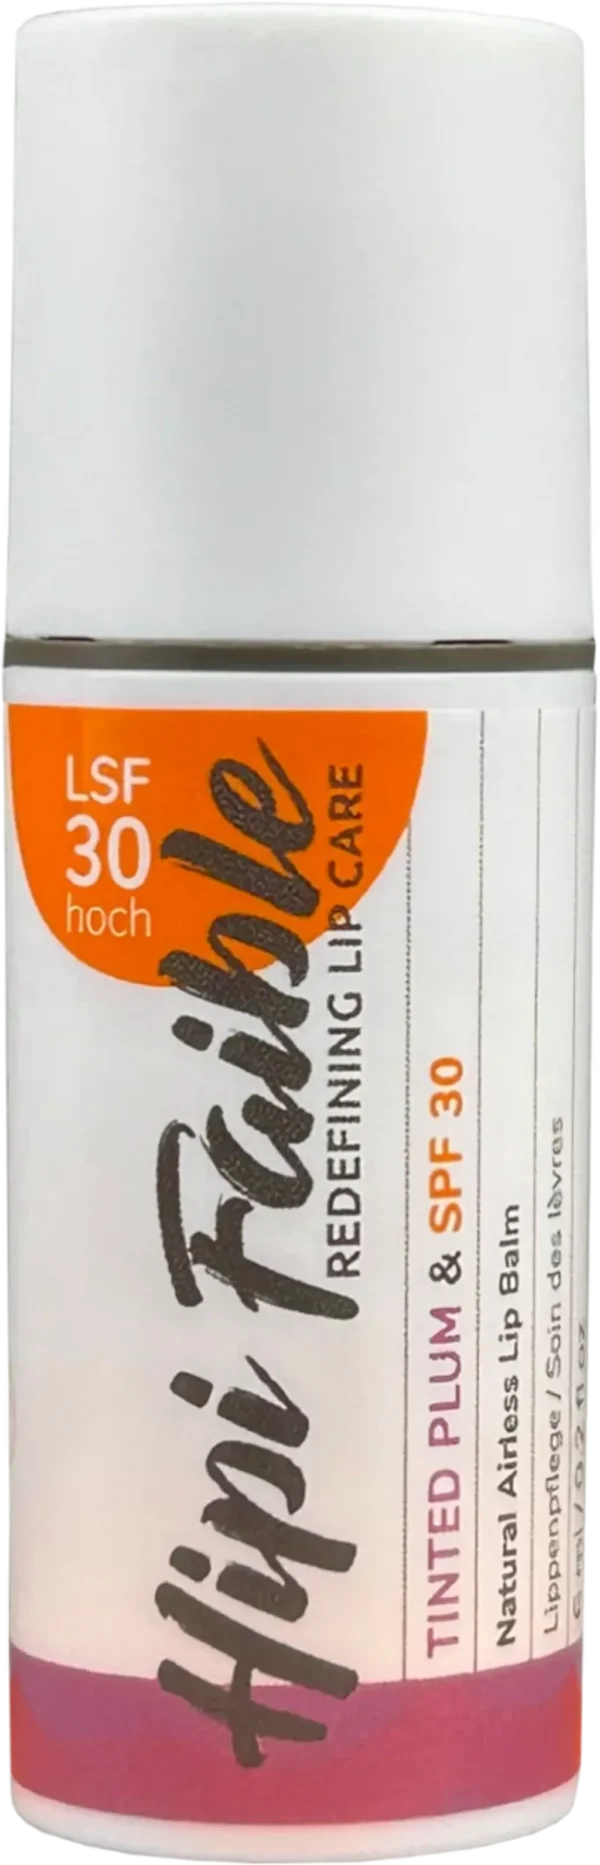 LSF
30
hoch
Hipi Faible
REDEFINING LIP CARE
TINTED PLUM & SPF 30
Natural Airless Lip Balm
Lippenpflege / Soin des lèvres
6 ml / 0.2 fl oz